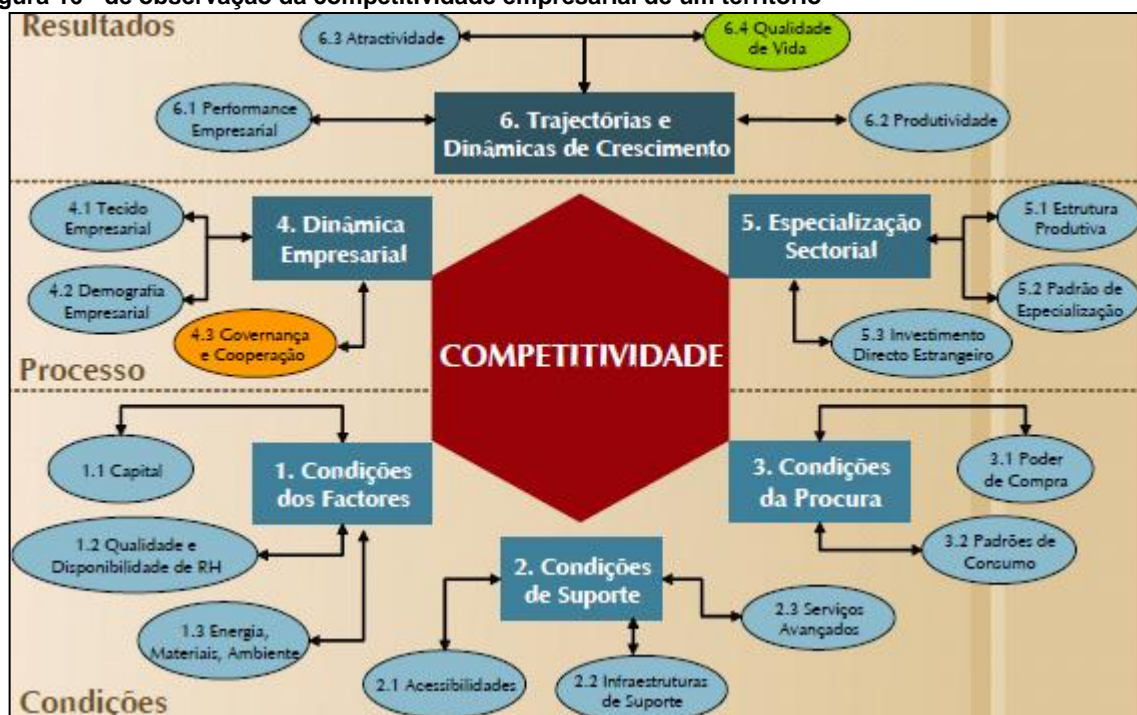 gura 10 - de observação da competitividade empresarial de um território
Resultados
6.3 Atractividade
6.4 Qualidade
de Vida
6.1 Performance
Empresarial
6. Trajectórias e
Dinâmicas de Crescimento
6.2 Produtividade
4.1 Tecido
Empresarial
4. Dinâmica
Empresarial
5. Especialização
Sectorial
5.1 Estrutura
Produtiva
4.2 Demografia
Empresarial
5.2 Padrão de
Especialização
4.3 Governança
e Cooperação
5.3 Investimento
Directo Estrangeiro
COMPETITIVIDADE
Processo
1.1 Capital
1. Condições
dos Factores
3. Condições
da Procura
3.1 Poder
de Compra
1.2 Qualidade e
Disponibilidade de RH
3.2 Padrões de
Consumo
2. Condições
de Suporte
1.3 Energia,
Materiais, Ambiente
2.3 Serviços
Avançados
2.1 Acessibilidades
2.2 Infraestruturas
de Suporte
Condições